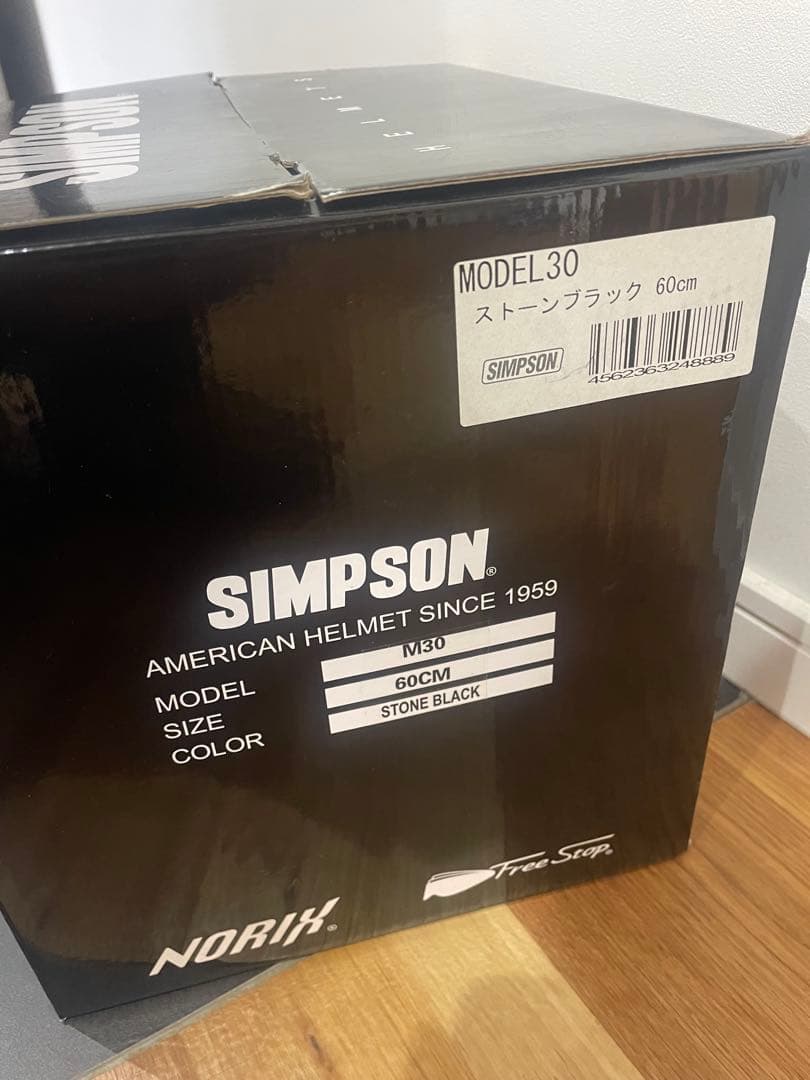 SIMPSON
HELMETS
MODEL30
ストーンブラック 60cm
SIMPSON
4562363248889
SIMPSON®
AMERICAN HELMET SINCE 1959
MODEL M30
SIZE 60CM
COLOR STONE BLACK
NORIX®
Free Stop®